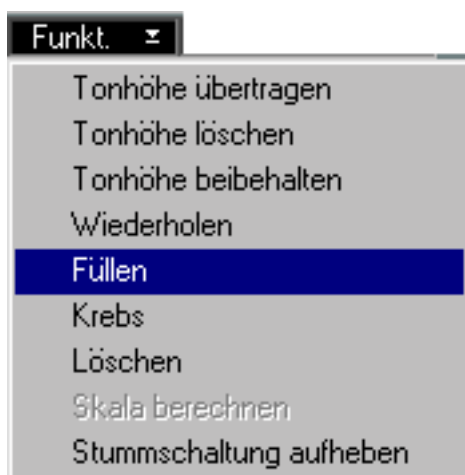 Funkt.
Tonhöhe übertragen
Tonhöhe löschen
Tonhöhe beibehalten
Wiederholen
Füllen
Krebs
Löschen
Skala berechnen
Stummschaltung aufheben